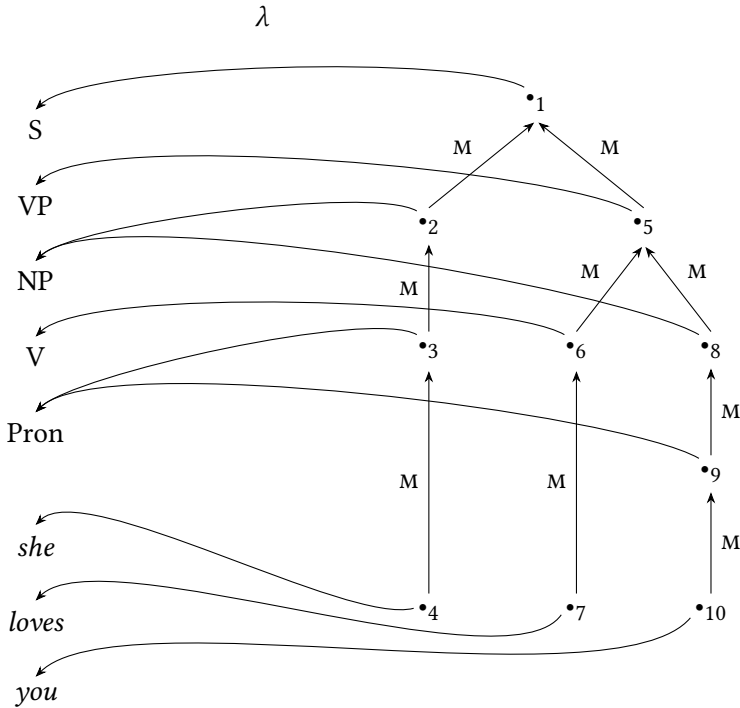 λ
•1
S
M M
VP
•2 •5
NP
M M M
V
•3 •6 •8
Pron
M
•9
M M
M
she
•4 •7 •10
loves
you